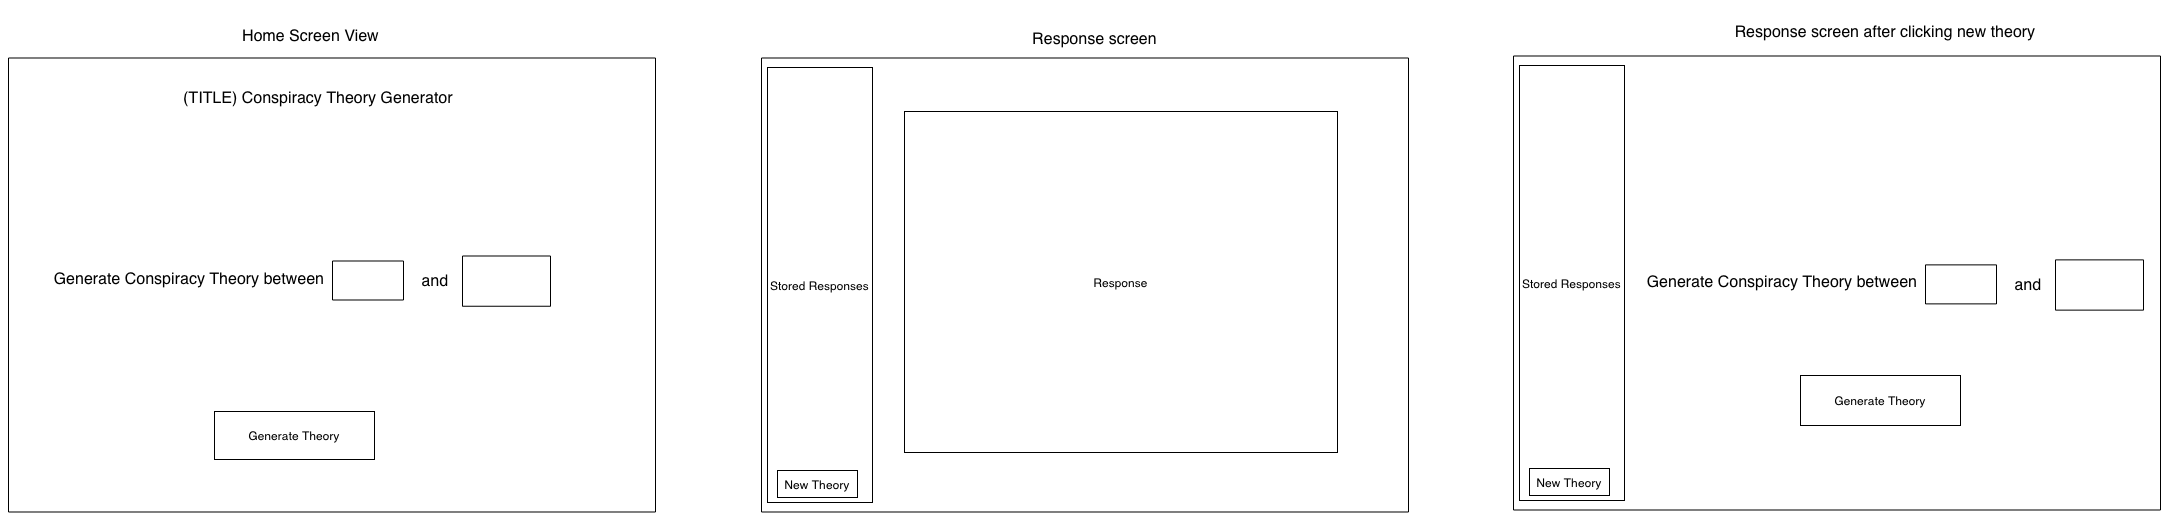 Home Screen View
(TITLE) Conspiracy Theory Generator
Generate Conspiracy Theory between
and
Generate Theory
Response screen
Stored Responses
New Theory
Response
Response screen after clicking new theory
Stored Responses
New Theory
Generate Conspiracy Theory between
and
Generate Theory